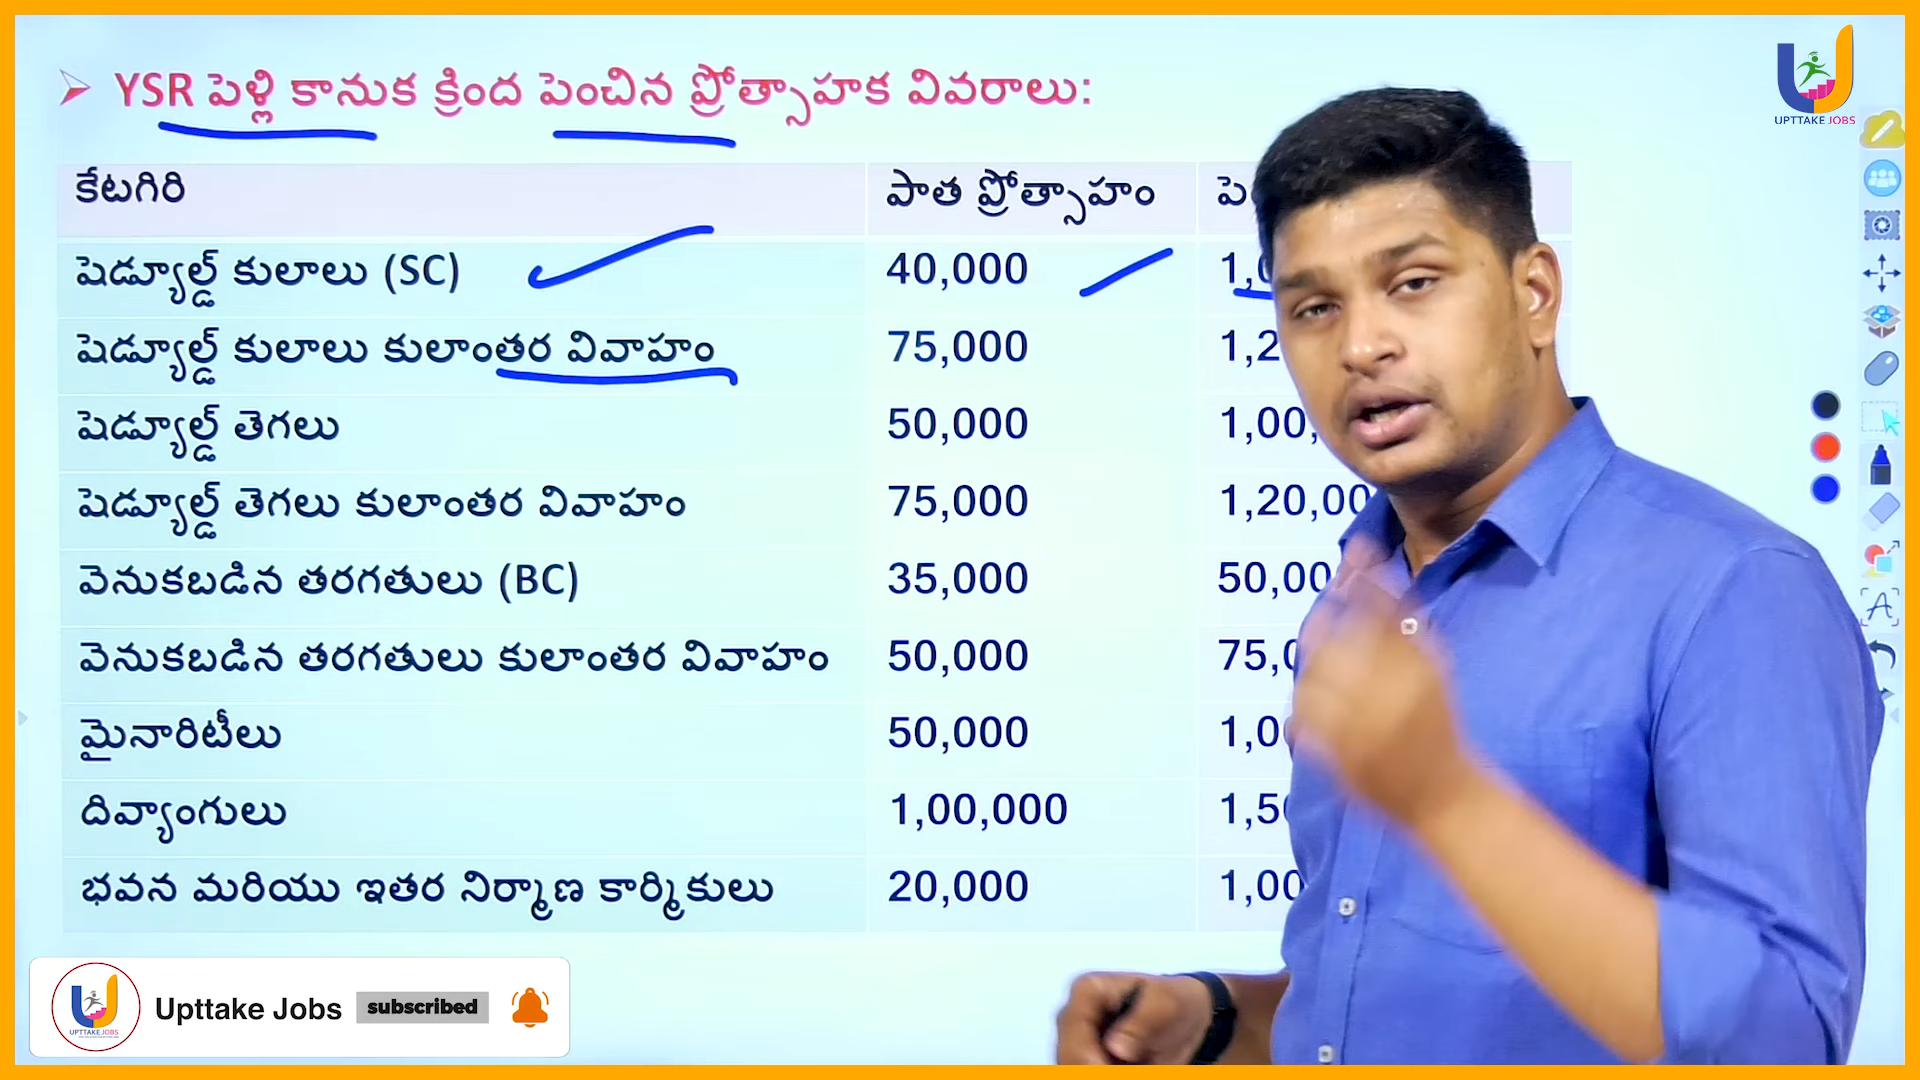 YSR పెళ్లి కానుక క్రింద పెంచిన ప్రోత్సాహక వివరాలు:
UPTTAKE JOBS
కేటగిరి పాత ప్రోత్సాహం
షెడ్యూల్డ్ కులాలు (SC) 40,000
షెడ్యూల్డ్ కులాలు కులాంతర వివాహం 75,000
షెడ్యూల్డ్ తెగలు 50,000
షెడ్యూల్డ్ తెగలు కులాంతర వివాహం 75,000
వెనుకబడిన తరగతులు (BC) 35,000
వెనుకబడిన తరగతులు కులాంతర వివాహం 50,000
మైనారిటీలు 50,000
దివ్యాంగులు 1,00,000
భవన మరియు ఇతర నిర్మాణ కార్మికులు 20,000
UPTTAKE JOBS
Upttake Jobs subscribed